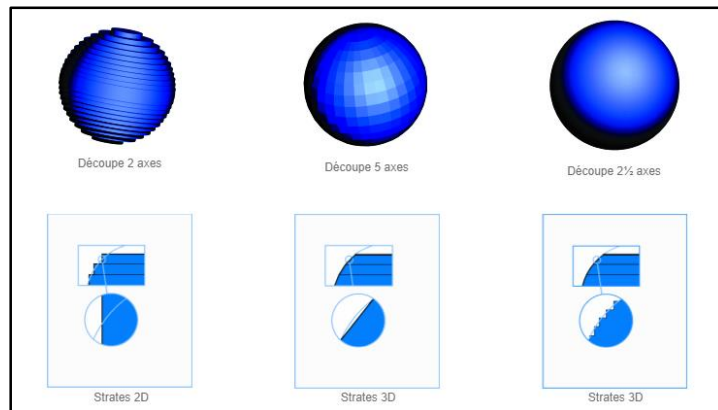 Découpe 2 axes
Découpe 5 axes
Découpe 2½ axes
Strates 2D
Strates 3D
Strates 3D